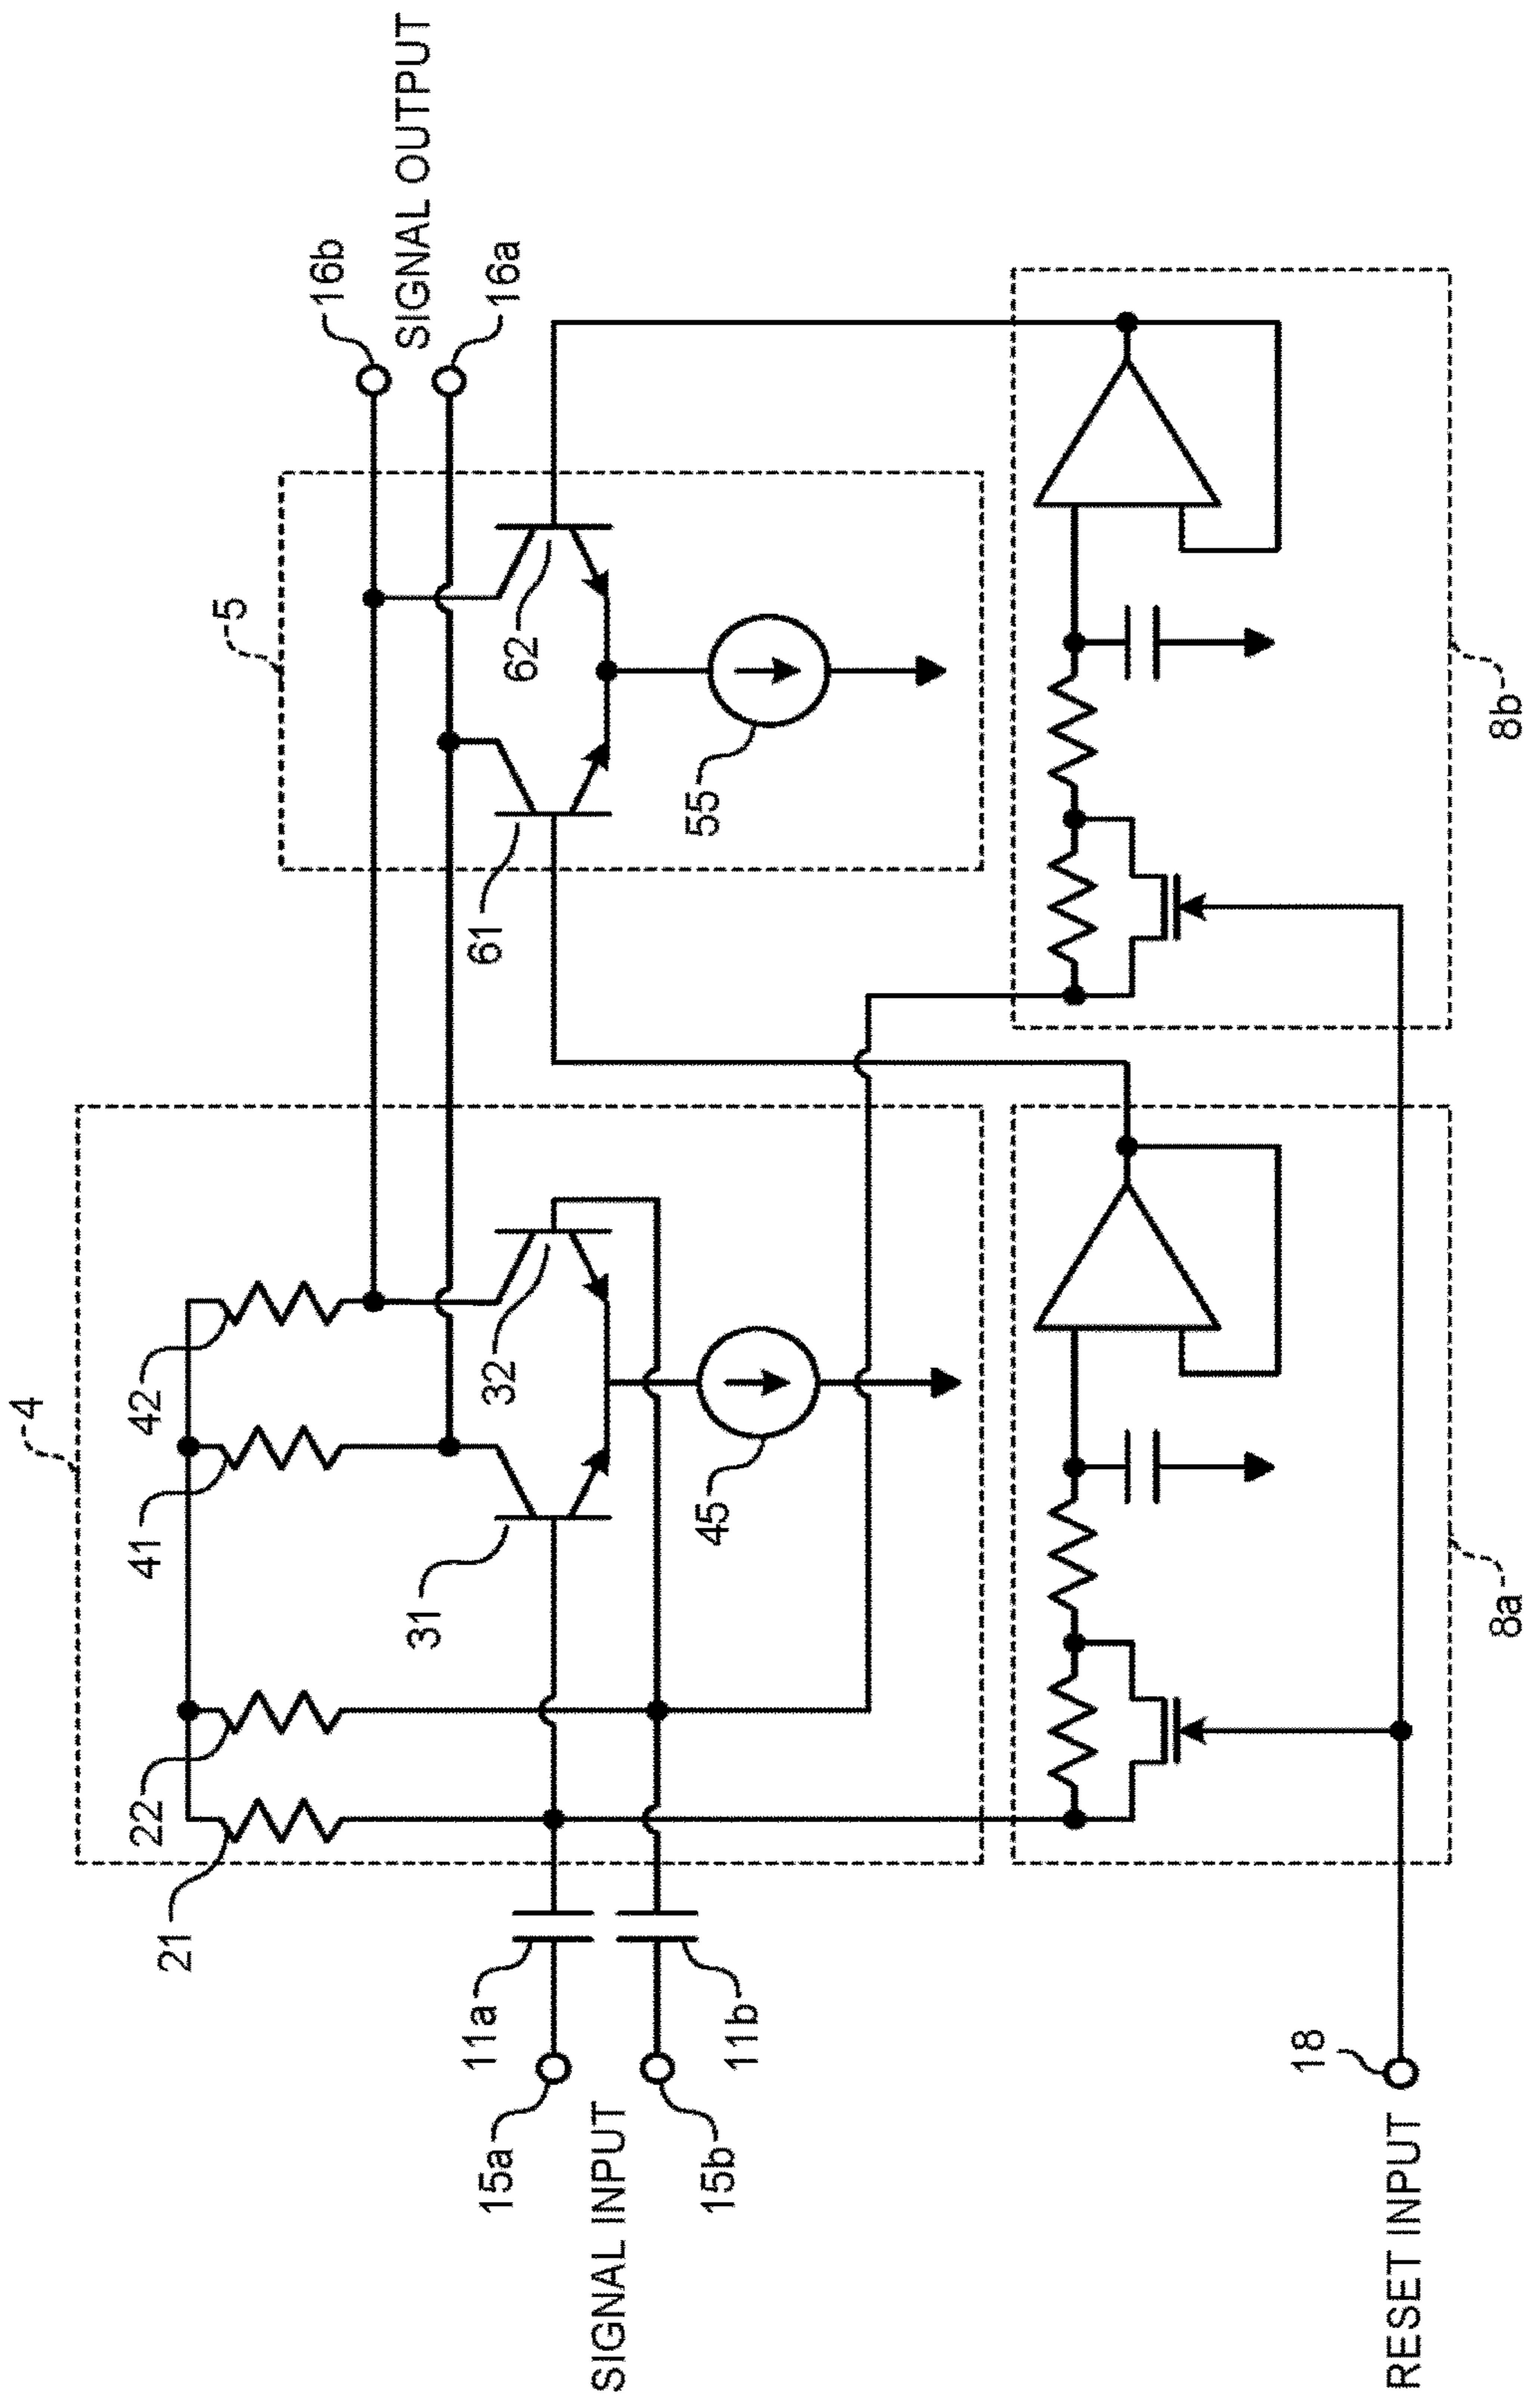 4
5
42
41
22
21
31
32
45
61
62
55
16b
16a
SIGNAL OUTPUT
11a
11b
15a
15b
SIGNAL INPUT
8a
8b
18
RESET INPUT